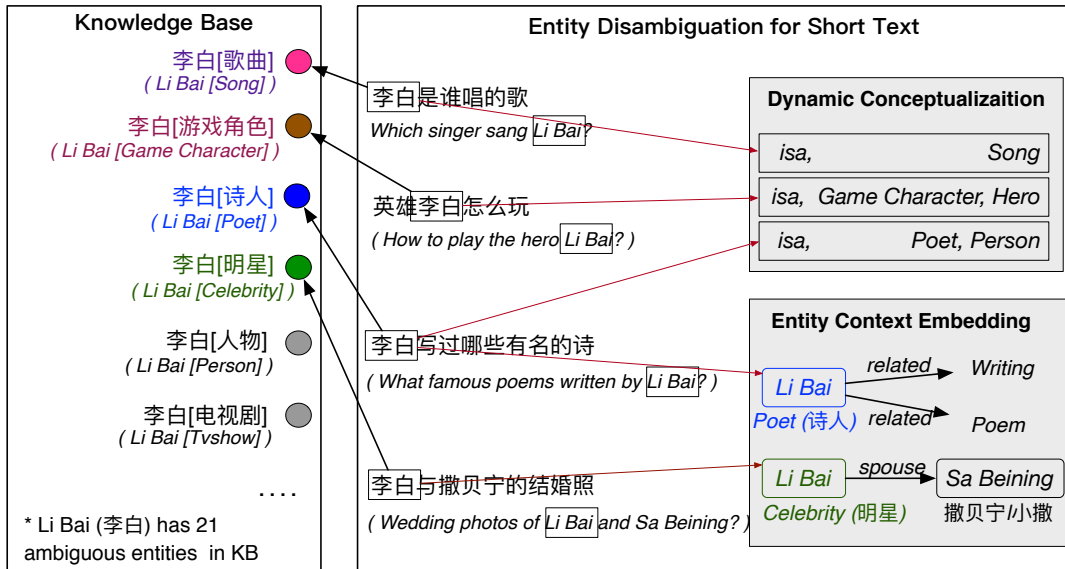 Knowledge Base
李白[歌曲]
( Li Bai [Song] )
李白[游戏角色]
( Li Bai [Game Character] )
李白[诗人]
( Li Bai [Poet] )
李白[明星]
( Li Bai [Celebrity] )
李白[人物]
( Li Bai [Person] )
李白[电视剧]
( Li Bai [Tvshow] )
....
* Li Bai (李白) has 21
ambiguous entities in KB
Entity Disambiguation for Short Text
李白是谁唱的歌
Which singer sang Li Bai?
英雄李白怎么玩
( How to play the hero Li Bai? )
李白写过哪些有名的诗
( What famous poems written by Li Bai? )
李白与撒贝宁的结婚照
( Wedding photos of Li Bai and Sa Beining? )
Dynamic Conceptualizaition
isa, Song
isa, Game Character, Hero
isa, Poet, Person
Entity Context Embedding
Li Bai related Writing
Poet (诗人) related Poem
Li Bai spouse Sa Beining
Celebrity (明星) 撒贝宁/小撒